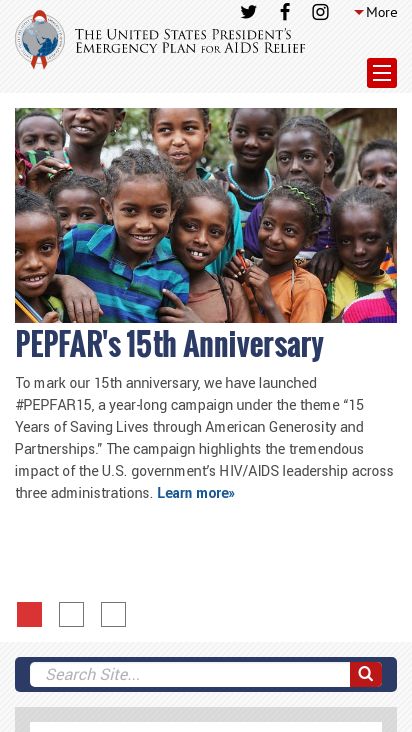 More
The United States President's
Emergency Plan for AIDS Relief
PEPFAR's 15th Anniversary
To mark our 15th anniversary, we have launched
#PEPFAR15, a year-long campaign under the theme “15
Years of Saving Lives through American Generosity and
Partnerships.” The campaign highlights the tremendous
impact of the U.S. government's HIV/AIDS leadership across
three administrations. Learn more»
Search Site...